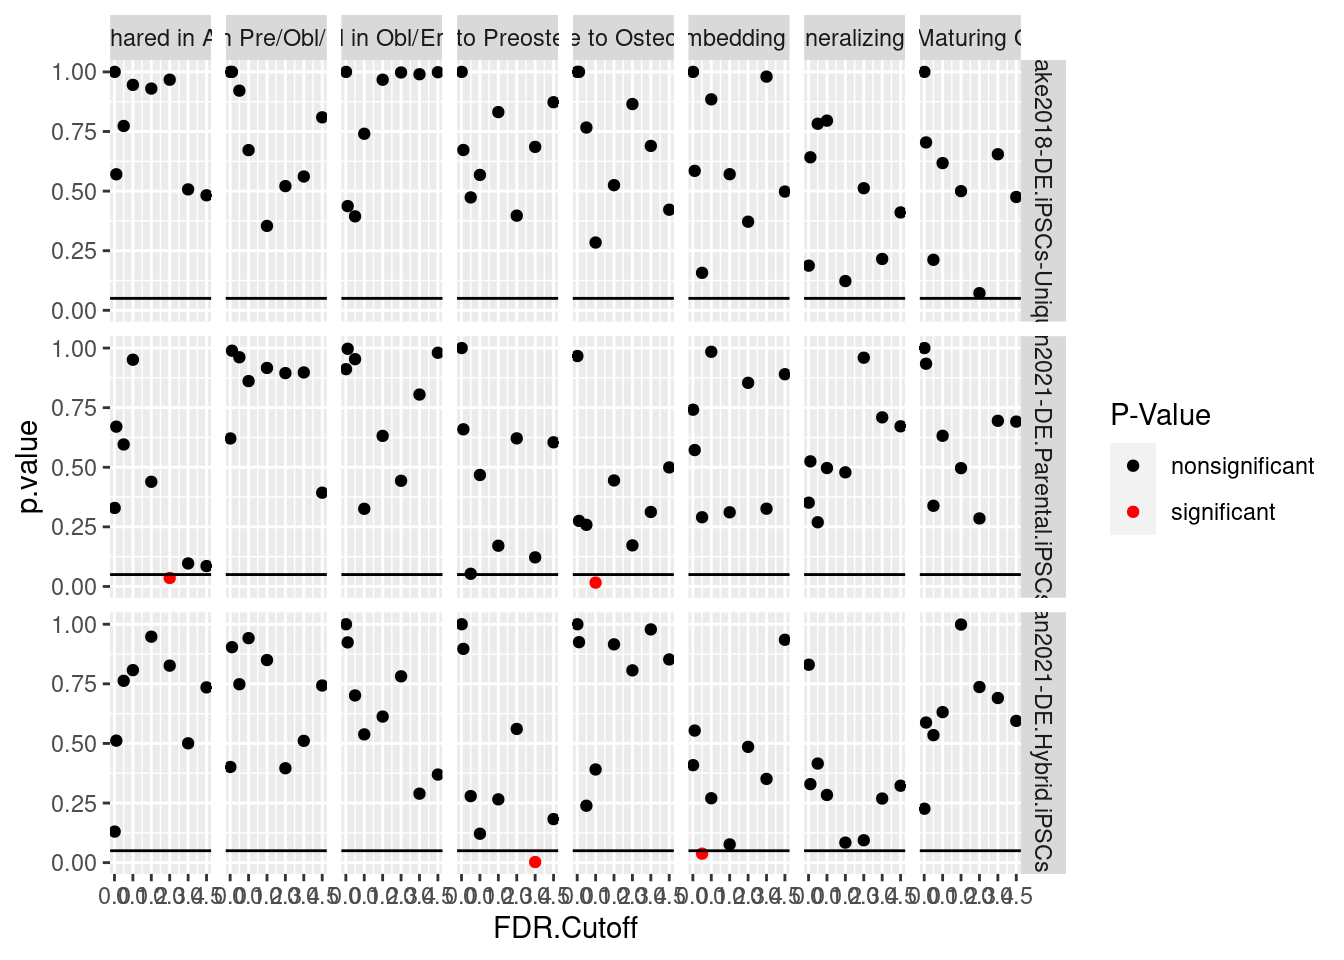 hared in A
n Pre/Obl/
l in Obl/Er
to Preoste
e to Osteo
mbedding
neralizing
Maturing
1.00
0.75
0.50
0.25
0.00
ake2018-DE.iPSCs-Uniqu
1.00
0.75
0.50
0.25
0.00
n2021-DE.Parental.iPSCs
1.00
0.75
0.50
0.25
0.00
an2021-DE.Hybrid.iPSCs
p.value
FDR.Cutoff
P-Value
nonsignificant
significant